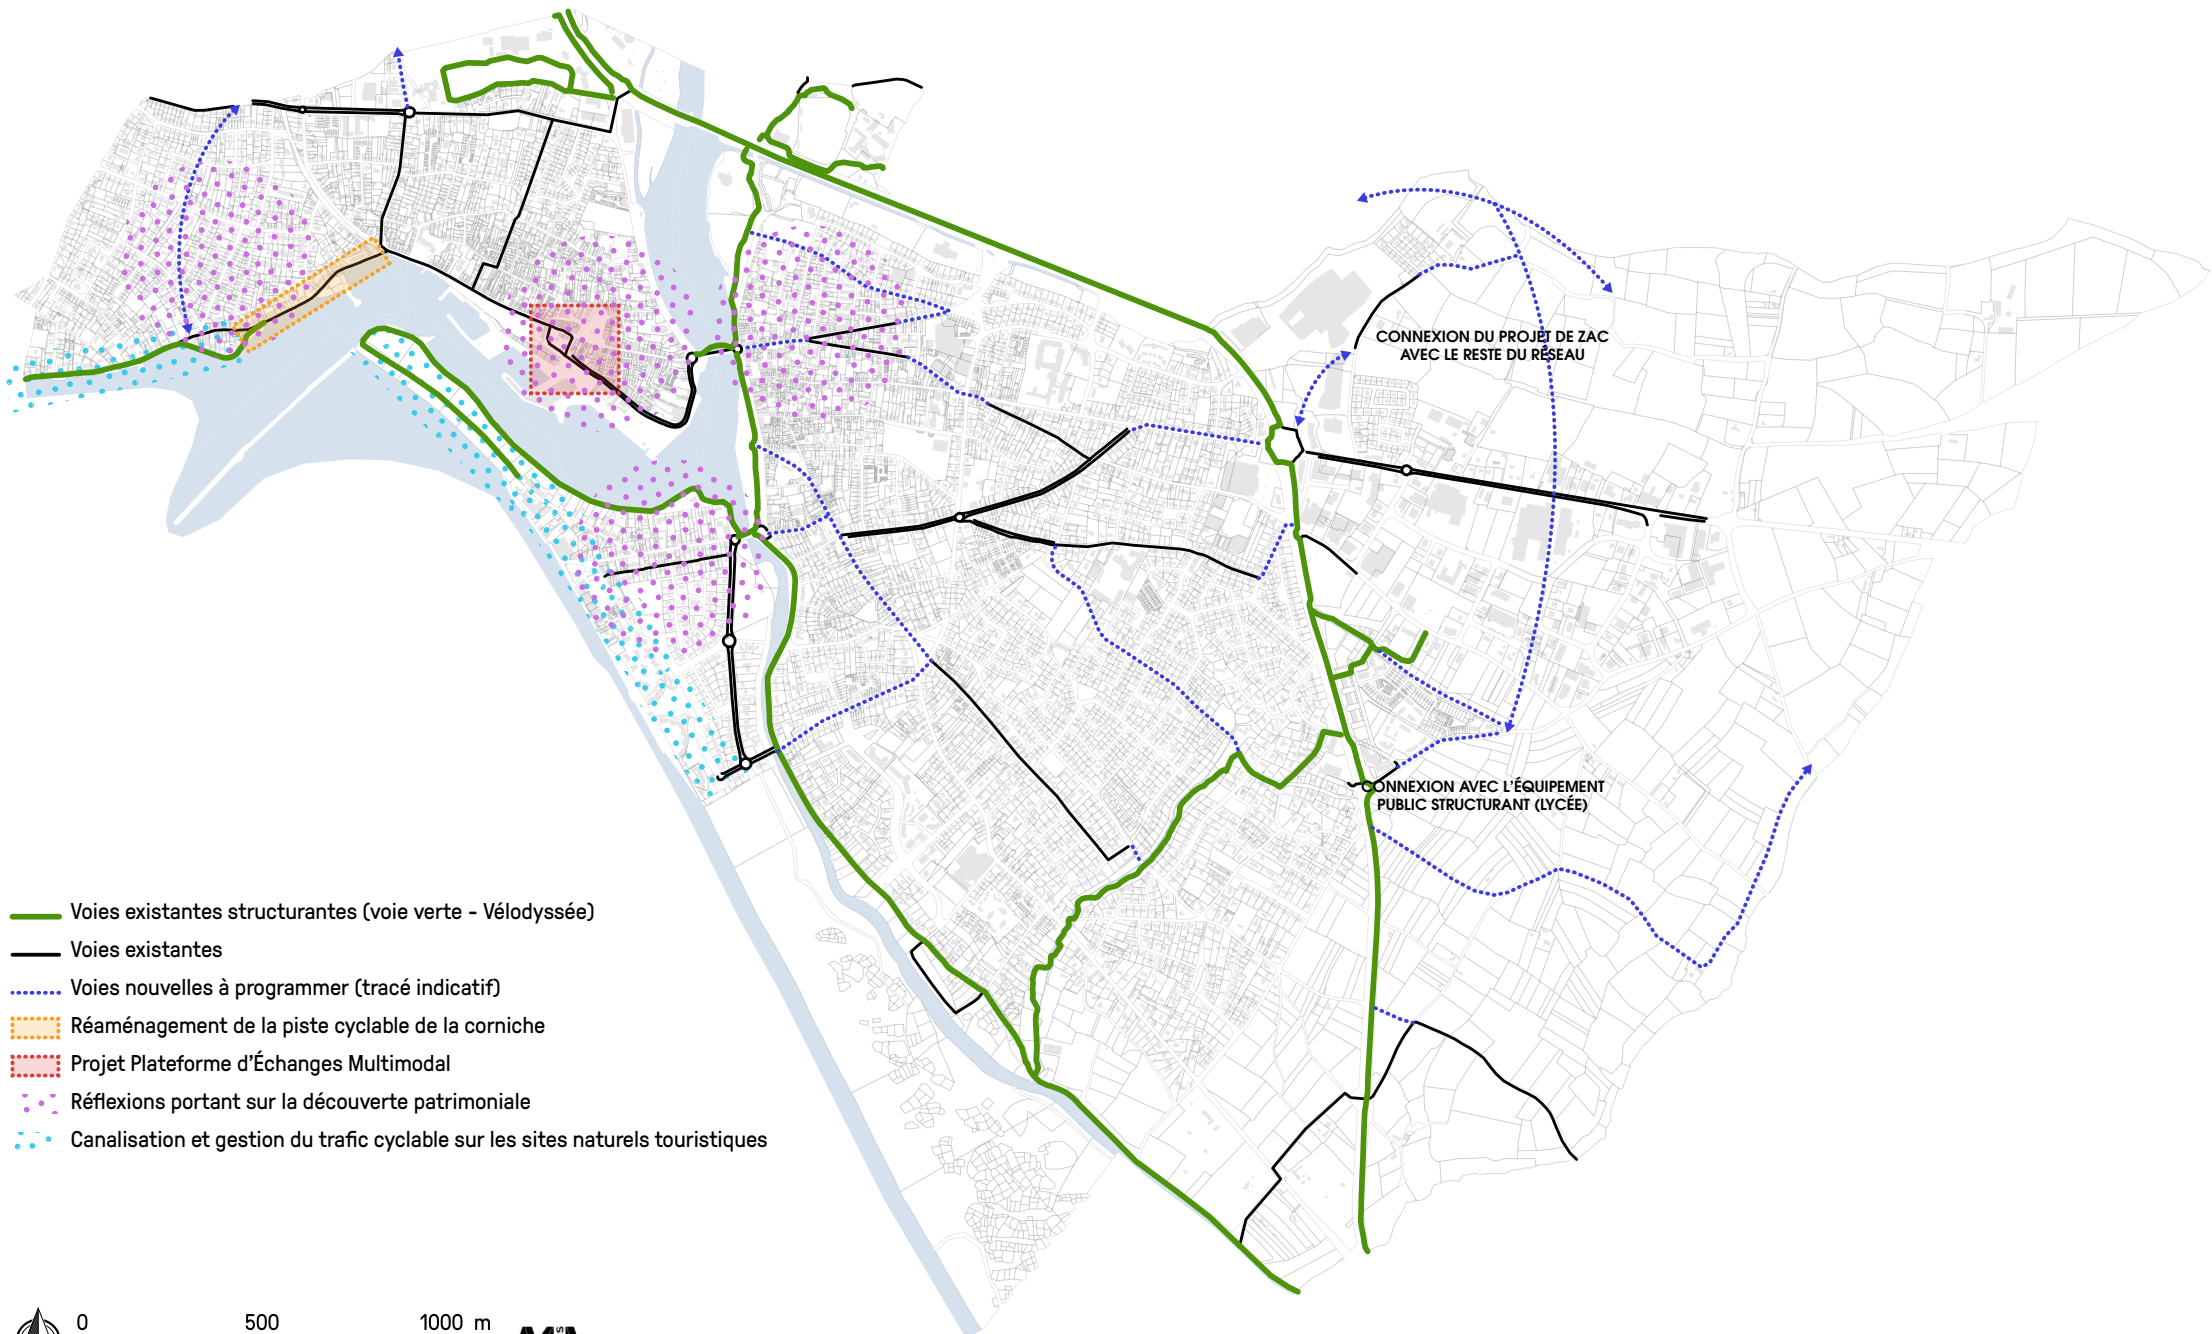 CONNEXION DU PROJET DE ZAC
AVEC LE RESTE DU RÉSEAU
CONNEXION AVEC L'ÉQUIPEMENT
PUBLIC STRUCTURANT (LYCÉE)
Voies existantes structurantes (voie verte - Vélodyssée)
Voies existantes
Voies nouvelles à programmer (tracé indicatif)
Réaménagement de la piste cyclable de la corniche
Projet Plateforme d'Échanges Multimodal
Réflexions portant sur la découverte patrimoniale
Canalisation et gestion du trafic cyclable sur les sites naturels touristiques
0 500 1000 m